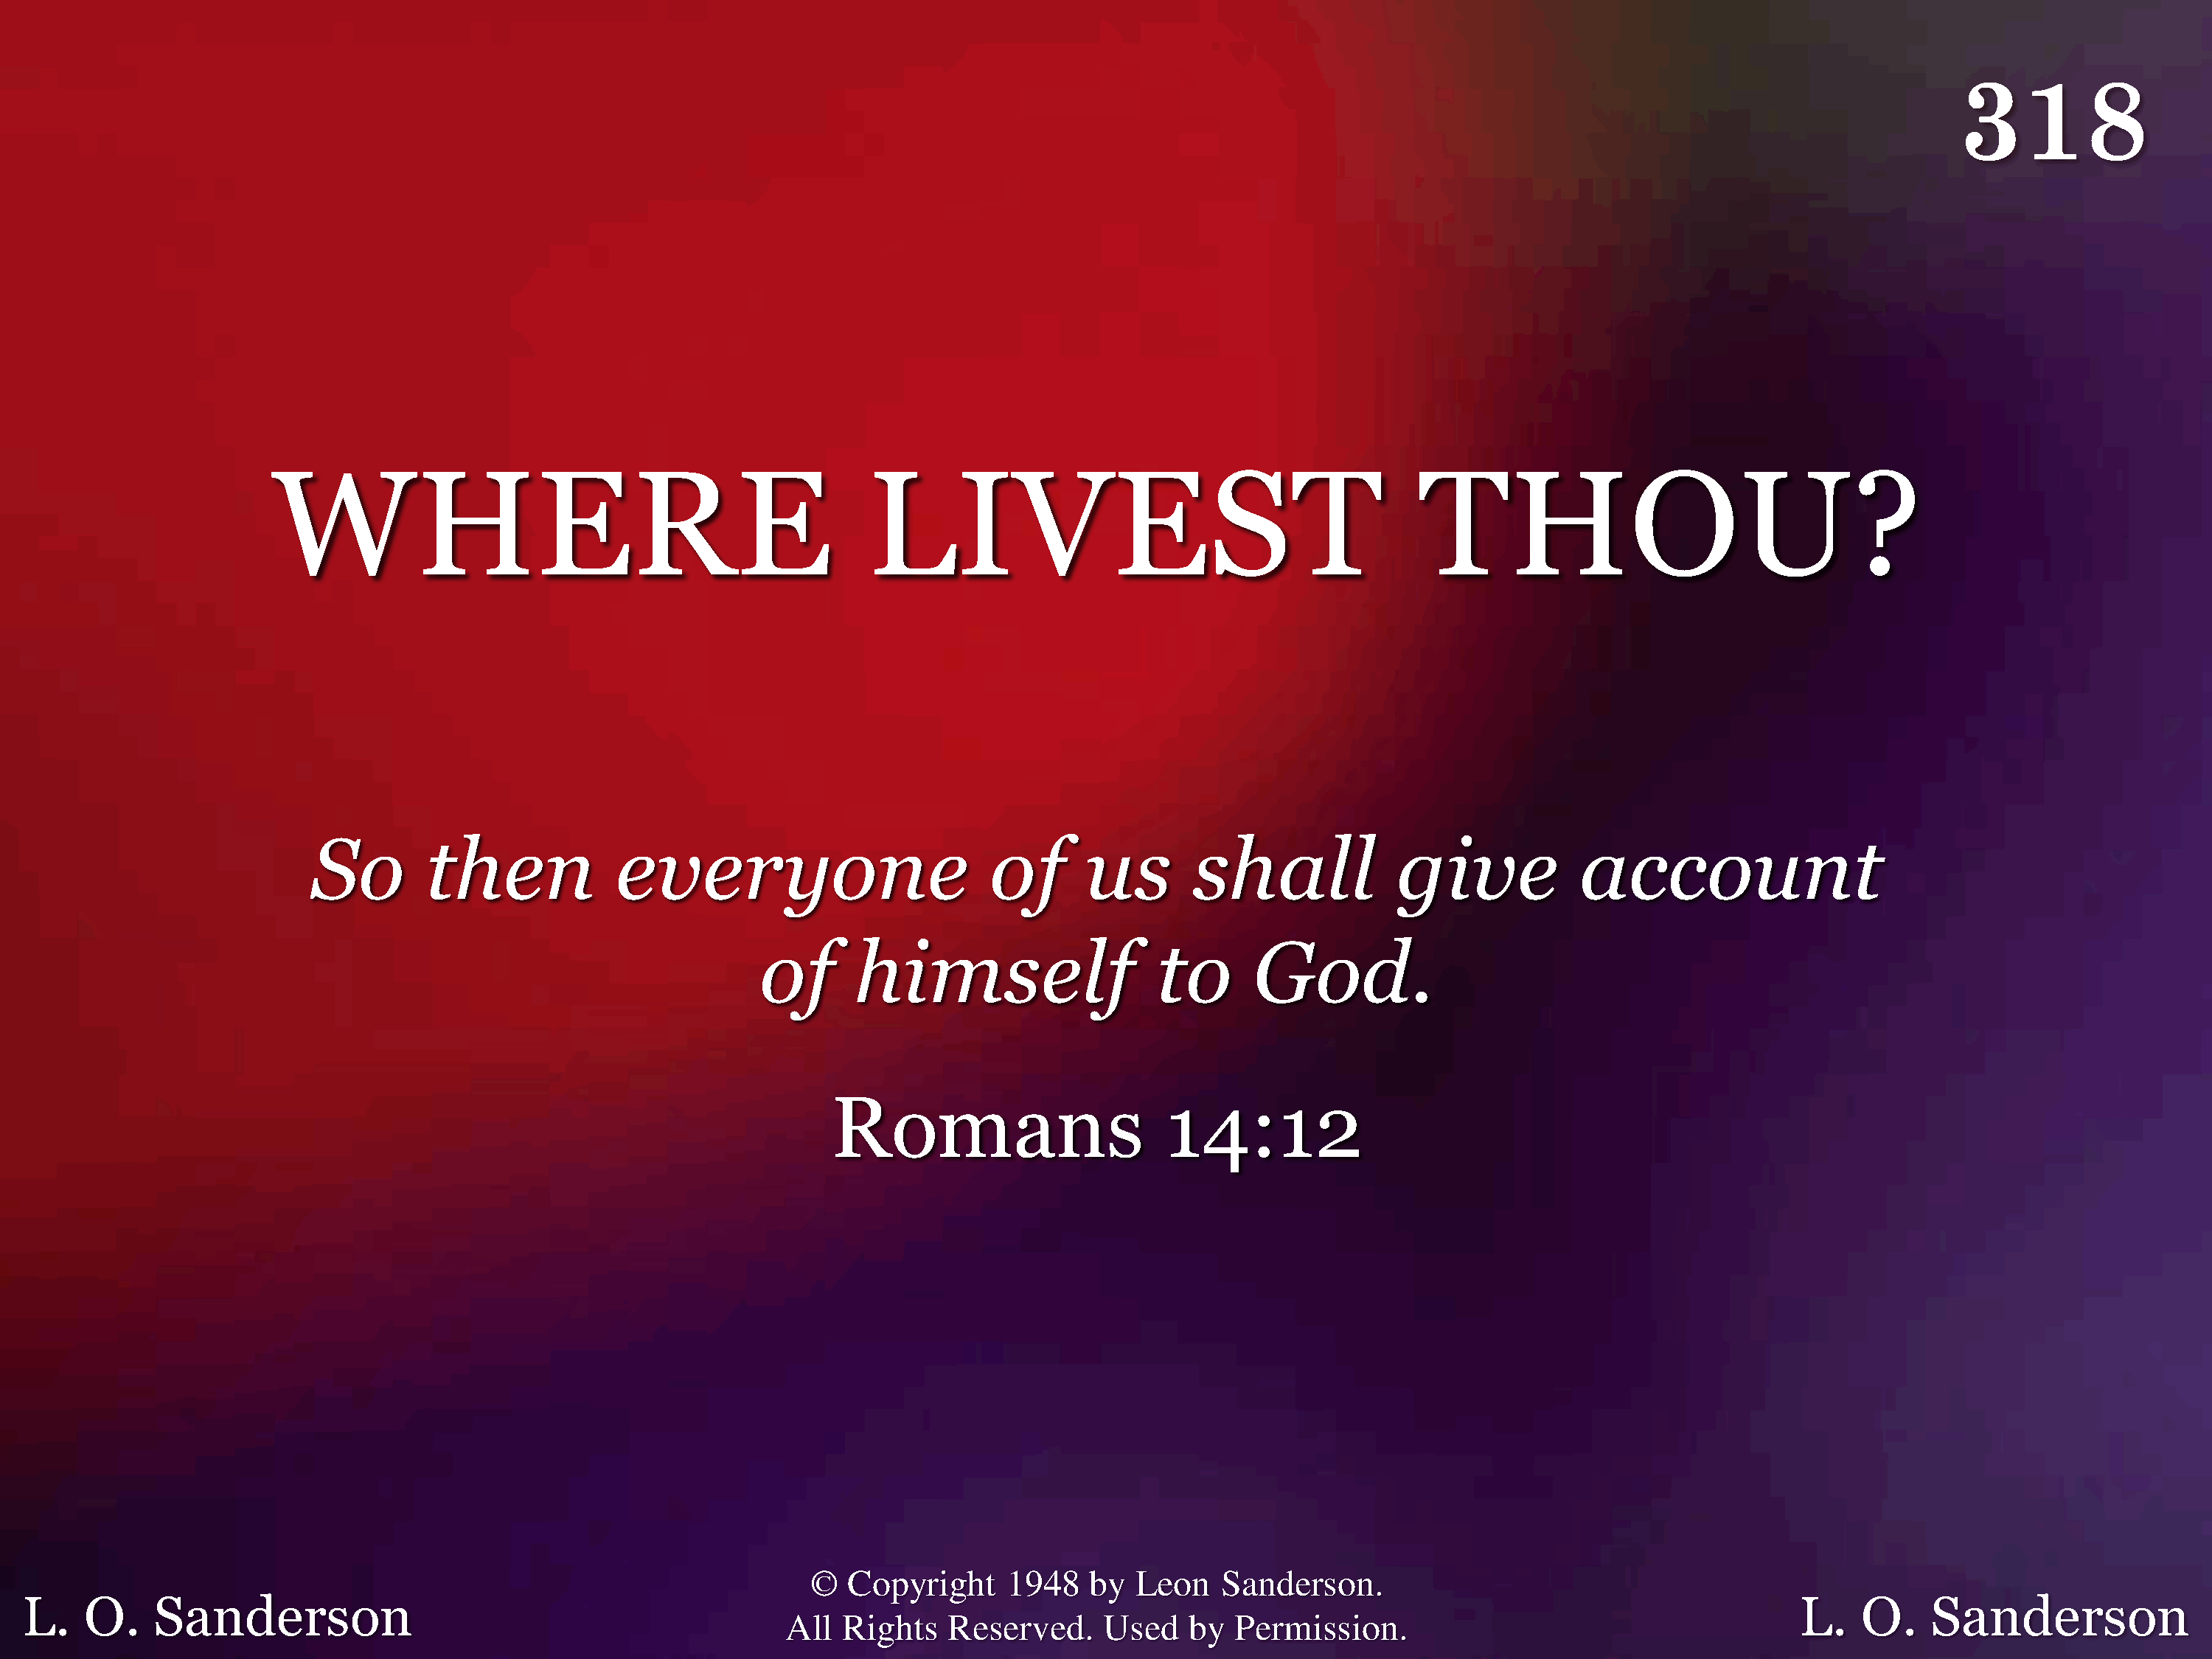 318
WHERE LIVEST THOU?
So then everyone of us shall give account
of himself to God.
Romans 14:12
© Copyright 1948 by Leon Sanderson.
All Rights Reserved. Used by Permission.
L. O. Sanderson
L. O. Sanderson